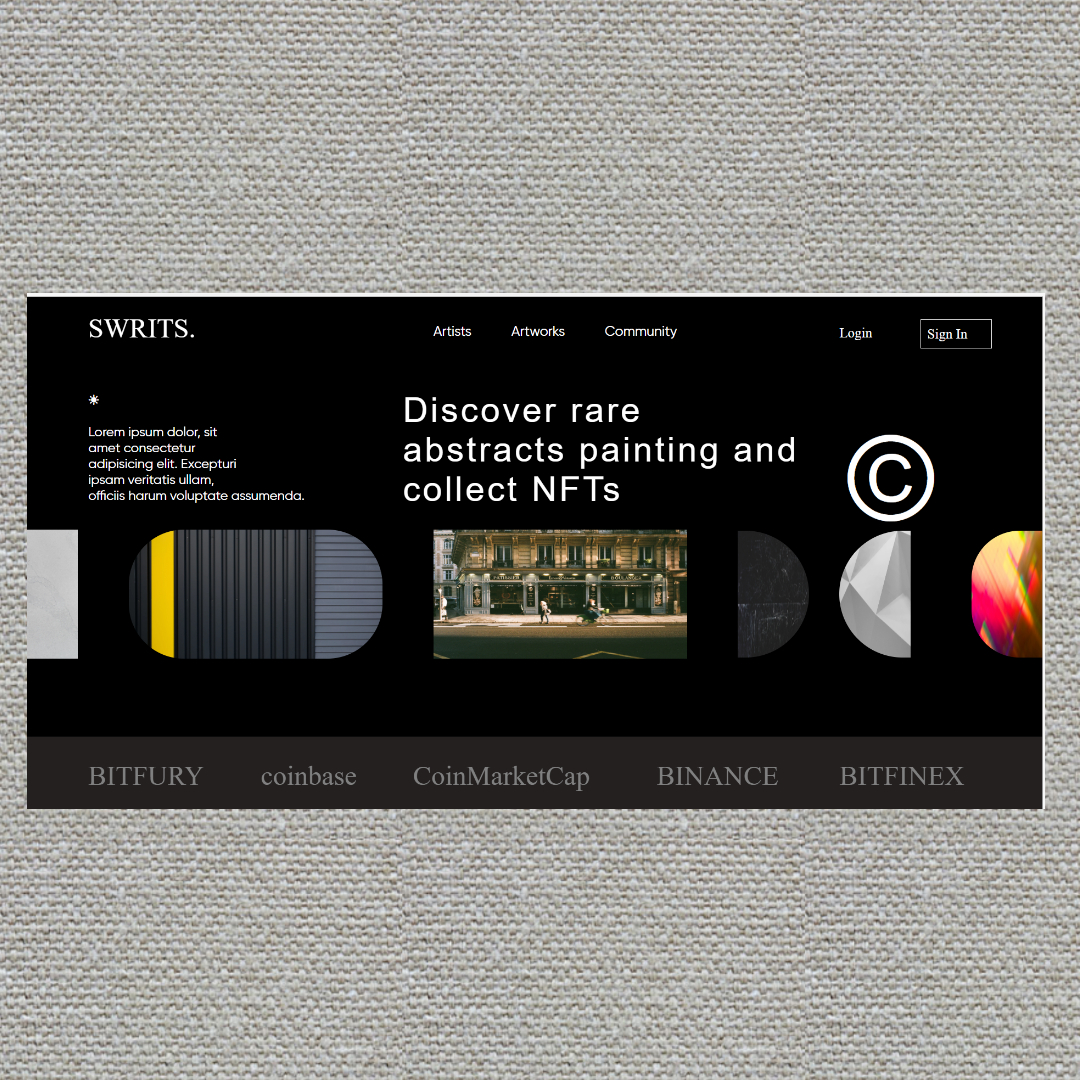 SWRITS.
Artists Artworks Community
Login
Sign In
Lorem ipsum dolor, sit
amet consectetur
adipisicing elit. Excepturi
ipsam veritatis ullam,
officiis harum voluptate assumenda.
Discover rare
abstracts painting and
collect NFTs
©
BITFURY coinbase CoinMarketCap BINANCE BITFINEX